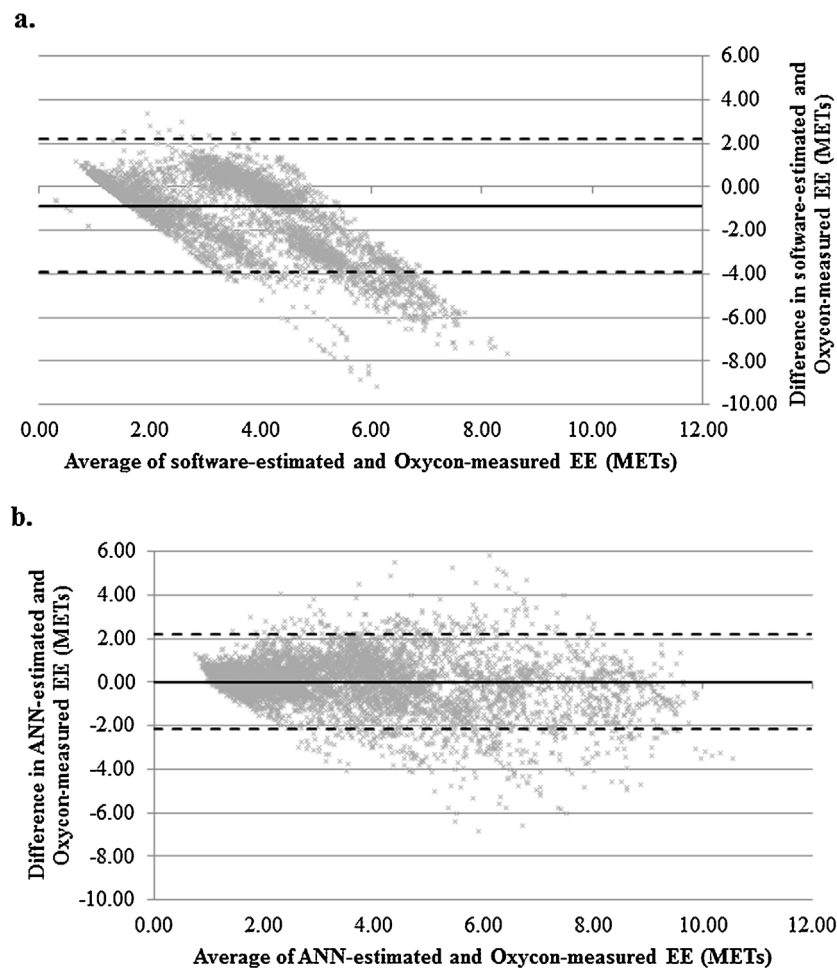 a.
6.00
4.00
2.00
0.00
-2.00
-4.00
-6.00
-8.00
-10.00
Difference in software-estimated and
Oxycon-measured EE (METs)
0.00 2.00 4.00 6.00 8.00 10.00 12.00
Average of software-estimated and Oxycon-measured EE (METs)
b.
Difference in ANN-estimated and
Oxycon-measured EE (METs)
6.00
4.00
2.00
0.00
-2.00
-4.00
-6.00
-8.00
-10.00
0.00 2.00 4.00 6.00 8.00 10.00 12.00
Average of ANN-estimated and Oxycon-measured EE (METs)